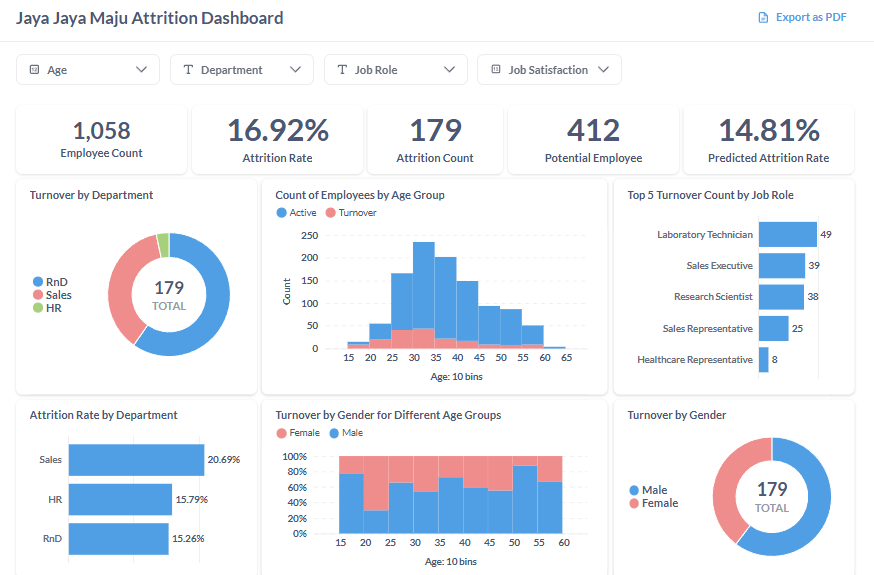 Jaya Jaya Maju Attrition Dashboard
Export as PDF
Age
Department
Job Role
Job Satisfaction
1,058
Employee Count
16.92%
Attrition Rate
179
Attrition Count
412
Potential Employee
14.81%
Predicted Attrition Rate
Turnover by Department
RnD
Sales
HR
179
TOTAL
Count of Employees by Age Group
Active Turnover
250
200
150
100
50
0
Count
15 20 25 30 35 40 45 50 55 60 65
Age: 10 bins
Top 5 Turnover Count by Job Role
Laboratory Technician 49
Sales Executive 39
Research Scientist 38
Sales Representative 25
Healthcare Representative 8
Attrition Rate by Department
Sales 20.69%
HR 15.79%
RnD 15.26%
Turnover by Gender for Different Age Groups
Female Male
100%
80%
60%
40%
20%
0%
15 20 25 30 35 40 45 50 55 60
Age: 10 bins
Turnover by Gender
Male
Female
179
TOTAL